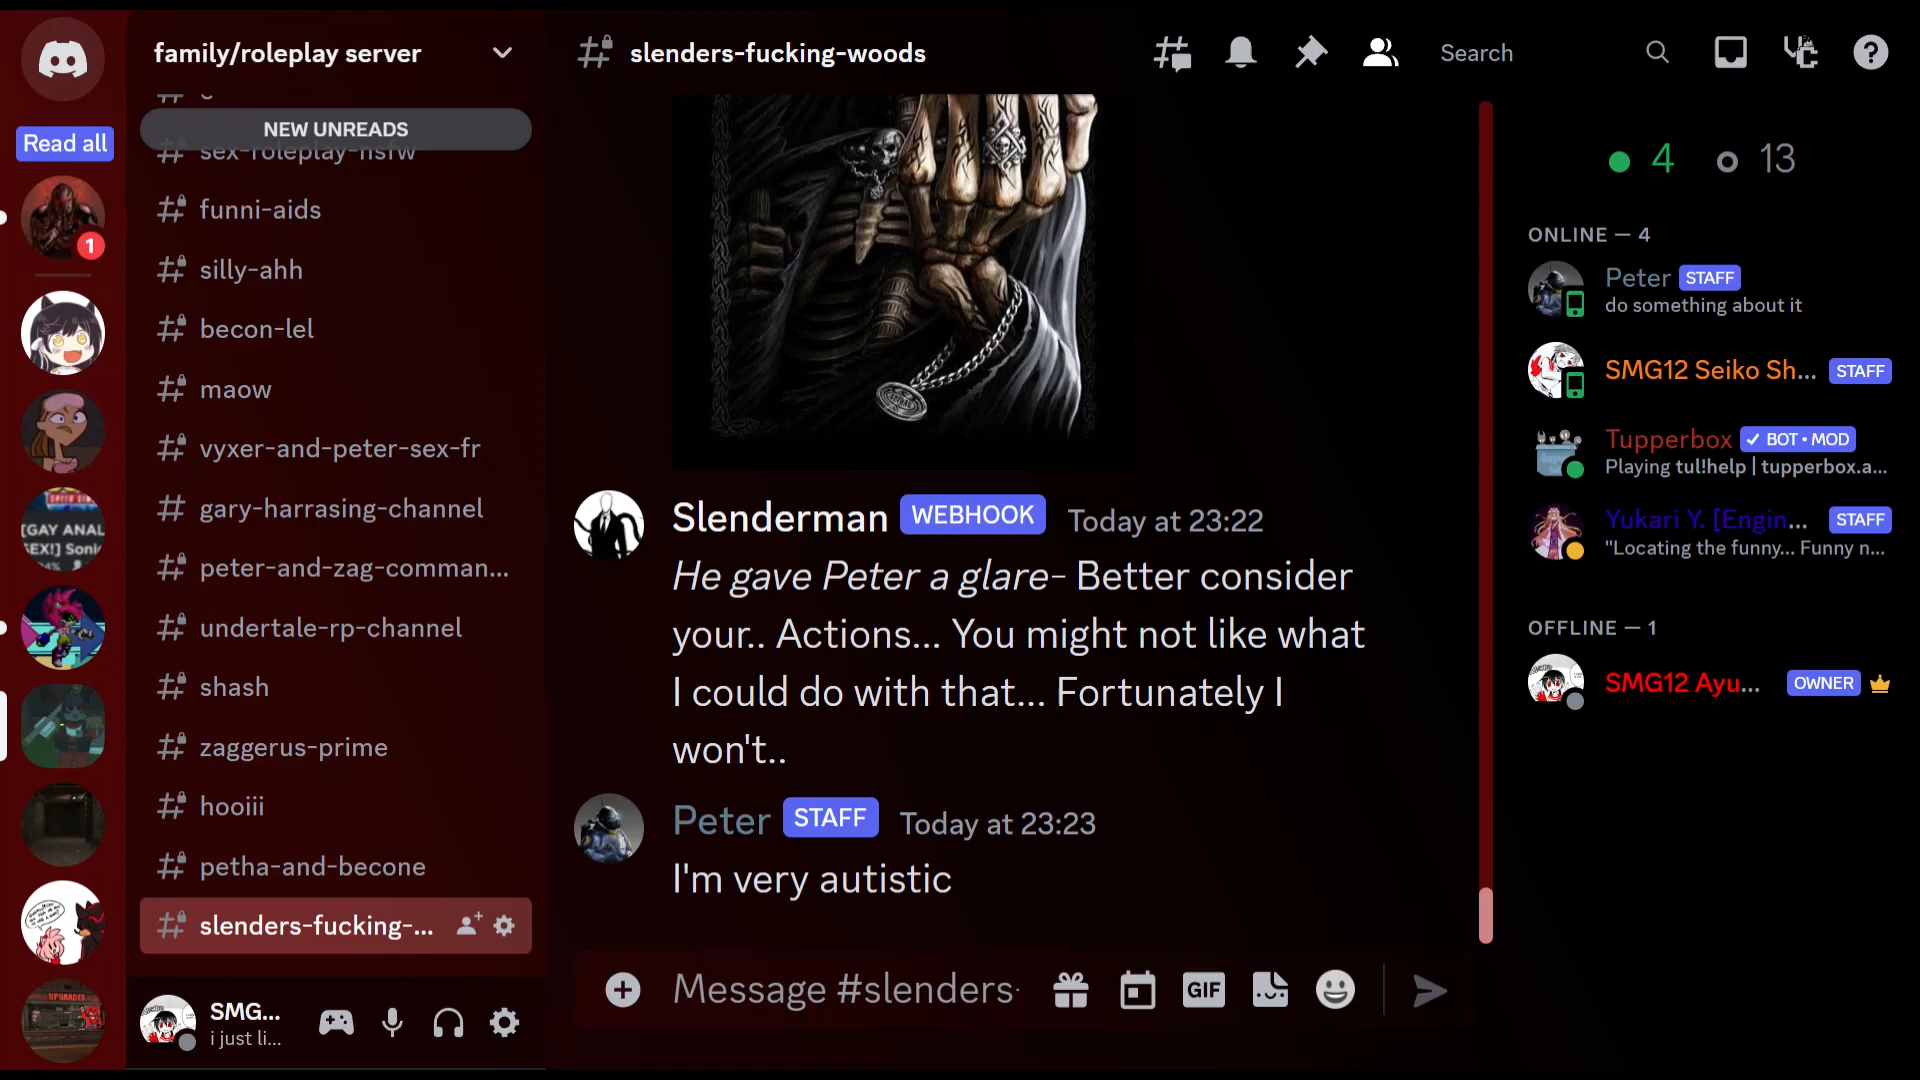 family/roleplay server
slenders-fucking-woods
Search
NEW UNREADS
Read all
sex-roleplay-nsfw
funni-aids
silly-ahh
becon-lel
maow
vyxer-and-peter-sex-fr
gary-harrasing-channel
peter-and-zag-comman...
undertale-rp-channel
shash
zaggerus-prime
hooiii
petha-and-becone
slenders-fucking-...
1
[GAY ANAL
SEX!] Soni
UPGRADES
SMG...
i just li...
Slenderman WEBHOOK Today at 23:22
He gave Peter a glare- Better consider
your.. Actions... You might not like what
I could do with that... Fortunately I
won't..
Peter STAFF Today at 23:23
I'm very autistic
Message #slenders
GIF
4 13
ONLINE — 4
Peter STAFF
do something about it
SMG12 Seiko Sh... STAFF
Tupperbox ✓ BOT • MOD
Playing tul!help | tupperbox.a...
Yukari Y. [Engin... STAFF
"Locating the funny... Funny n...
OFFLINE — 1
SMG12 Ayu... OWNER